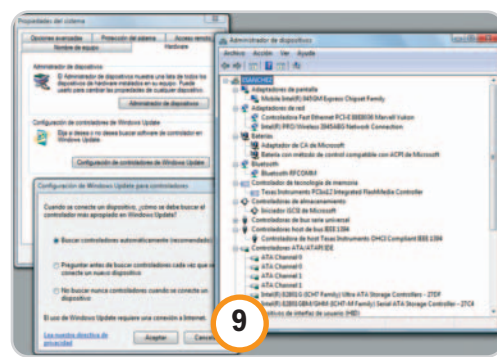 Propiedades del sistema
Opciones avanzadas
Protección del sistema
Acceso remoto
Nombre de equipo
Hardware
Administrador de dispositivos
El Administrador de dispositivos muestra una lista de todos los
dispositivos de hardware instalados en su equipo. Puede
usarlo para cambiar las propiedades de cualquier dispositivo.
Administrador de dispositivos
Configuración de controladores de Windows Update
Elija si desea y no desea buscar software de controlador en
Windows Update.
Configuración de controladores de Windows Update
Configuración de Windows Update para controladores
Cuando se conecte un dispositivo, ¿cómo se debe buscar el
controlador más apropiado en Windows Update?
Buscar controladores automáticamente (recomendado)
Preguntar antes de buscar controladores cada vez que se
conecte un nuevo dispositivo
No buscar nunca controladores cuando se conecta un
dispositivo
El uso de Windows Update requiere una conexión a Internet.
Lea nuestra directiva de
privacidad
Aceptar
Cancel
Administrador de dispositivos
Archivo Acción Ver Ayuda
Adaptadores de pantalla
Mobile Intel(R) 945GM Express Chipset Family
Adaptadores de red
Controladora Fast Ethernet PCI-E 88E8036 Marvell Yukon
Intel(R) PRO/Wireless 3945ABG Network Connection
Baterías
Adaptador de CA de Microsoft
Batería con método de control compatible con ACPI de Microsoft
Bluetooth
Bluetooth RFCOMM
Controlador de tecnología de memoria
Texas Instruments PCIxx12 Integrated FlashMedia Controller
Controladoras de almacenamiento
Iniciador iSCSI de Microsoft
Controladoras de bus serie universal
Controladoras host de bus IEEE 1394
Controladora de host Texas Instruments OHCI Compliant IEEE 1394
Controladores ATA/ATAPI IDE
ATA Channel 0
ATA Channel 0
ATA Channel 1
ATA Channel 1
Intel(R) 82801G (ICH7 Family) Ultra ATA Storage Controllers - 27DF
Intel(R) 82801GBM/GHM (ICH7-M Family) Serial ATA Storage Controller - 27C4
ositivos de interfaz de usuario (HID)
9